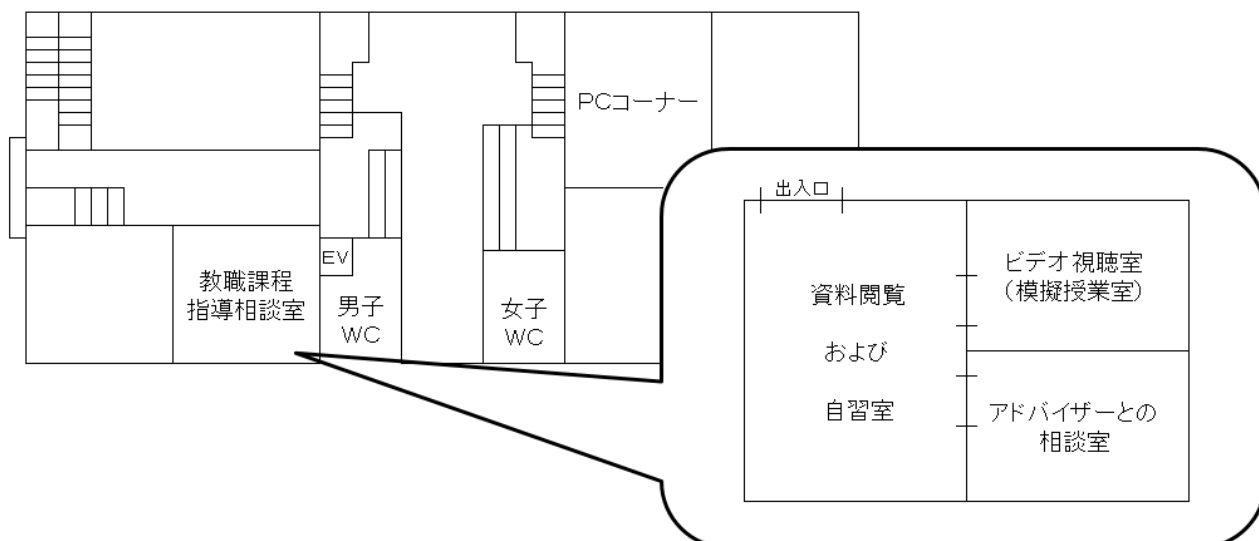 PCコーナー
出入口
EV
教職課程
指導相談室
男子
WC
女子
WC
資料閲覧
および
自習室
ビデオ視聴室
(模擬授業室)
アドバイザーとの
相談室